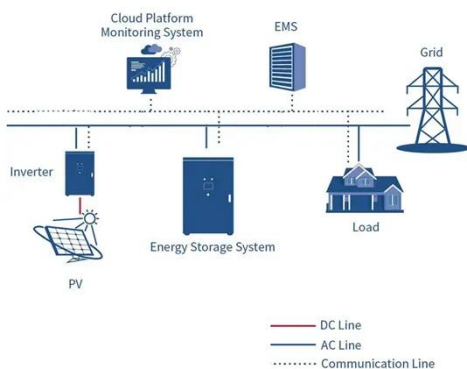 Cloud Platform
Monitoring System
EMS
Grid
Inverter
Energy Storage System
Load
PV
DC Line
AC Line
Communication Line